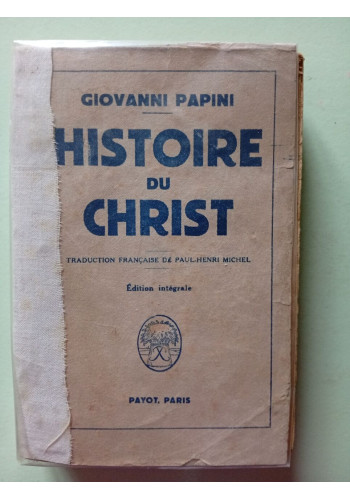 GIOVANNI PAPINI
HISTOIRE
DU
CHRIST
TRADUCTION FRANÇAISE DE PAUL-HENRI MICHEL
Édition intégrale
PAYOT, PARIS